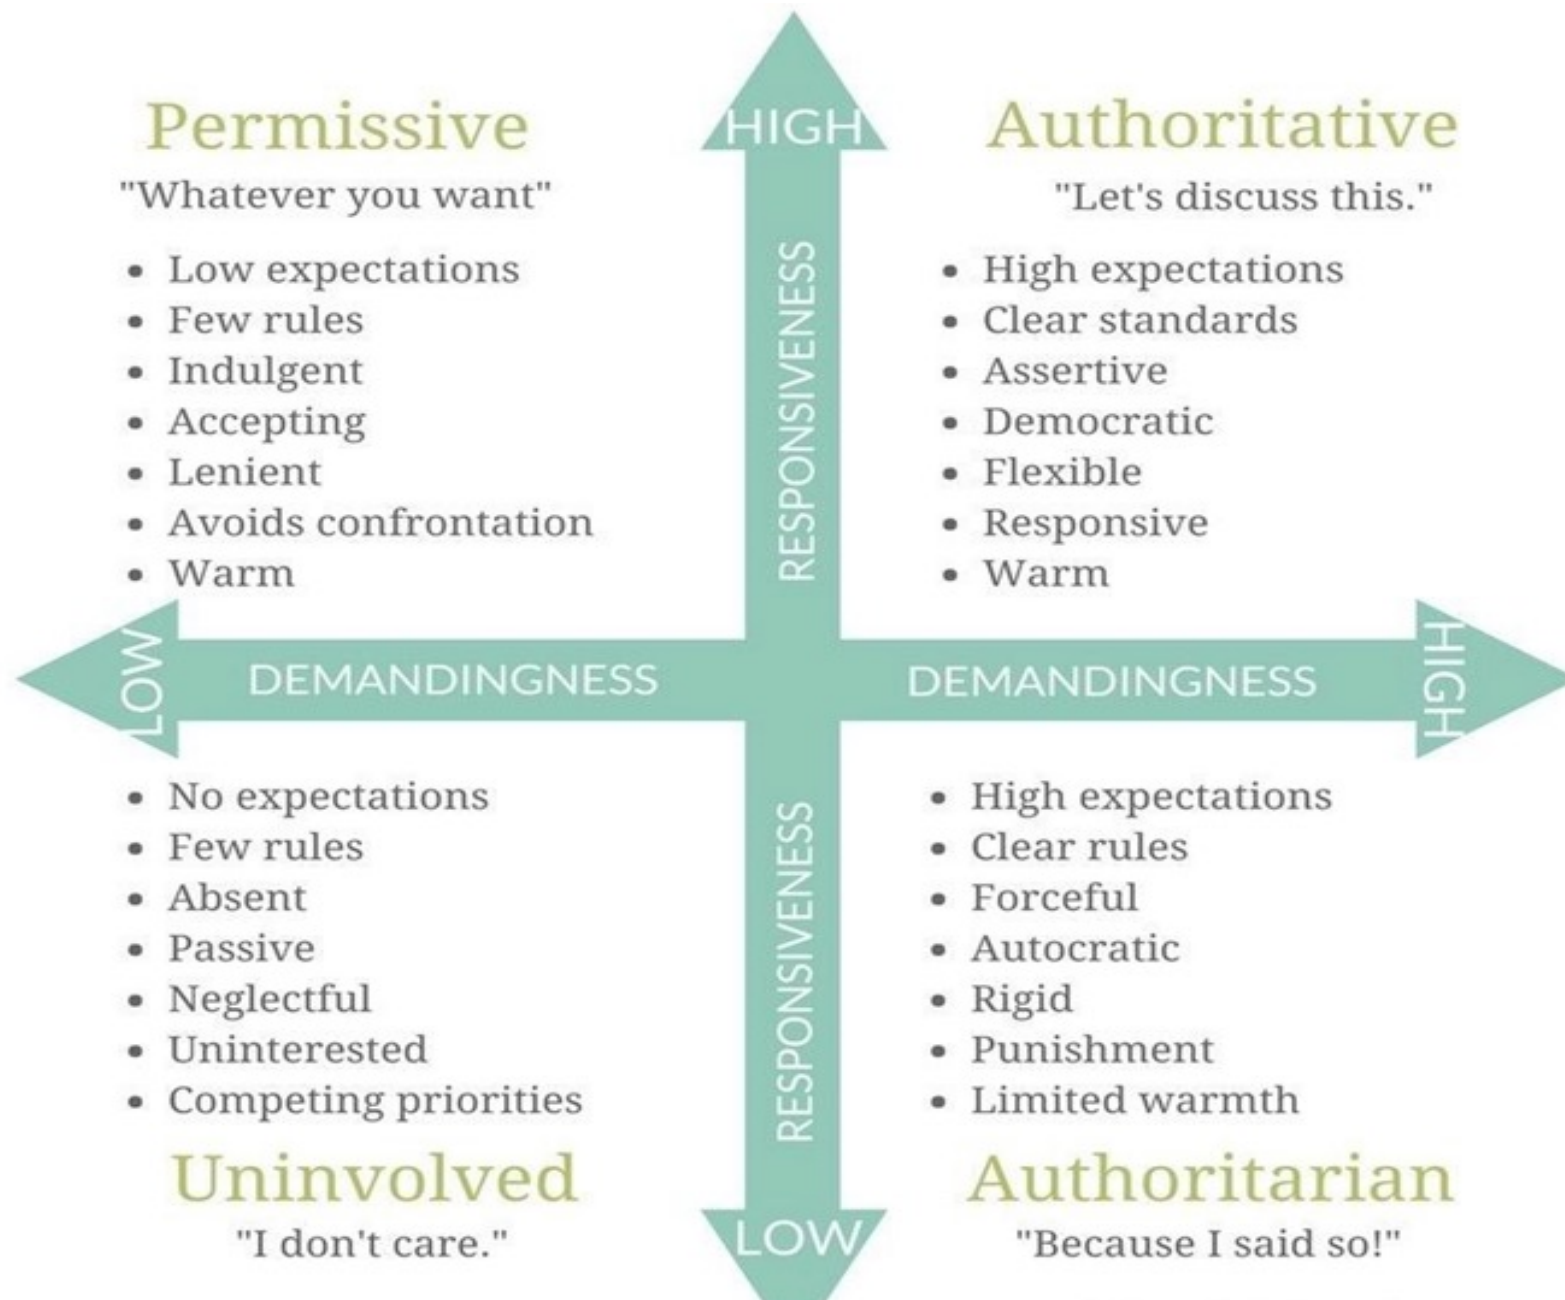 HIGH
Permissive
"Whatever you want"
• Low expectations
• Few rules
• Indulgent
• Accepting
• Lenient
• Avoids confrontation
• Warm
RESPONSIVENESS
Authoritative
"Let's discuss this."
• High expectations
• Clear standards
• Assertive
• Democratic
• Flexible
• Responsive
• Warm
LOW
DEMANDINGNESS
DEMANDINGNESS
HIGH
• No expectations
• Few rules
• Absent
• Passive
• Neglectful
• Uninterested
• Competing priorities
Uninvolved
"I don't care."
RESPONSIVENESS
LOW
• High expectations
• Clear rules
• Forceful
• Autocratic
• Rigid
• Punishment
• Limited warmth
Authoritarian
"Because I said so!"